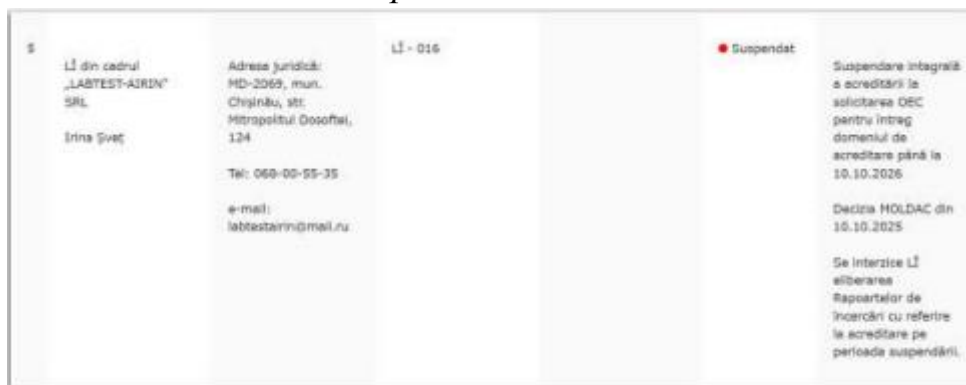 5
LÎ din cadrul
„LABTEST-AIRIN"
SRL
Irina Șveț
Adresa juridică:
MD-2069, mun.
Chișinău, str.
Mitropolitul Dosoftei,
124
Tel: 068-00-55-35
e-mail:
labtestairin@mail.ru
LÎ - 016
Suspendat
Suspendare integrală
a acreditării la
solicitarea OEC
pentru întreg
domeniul de
acreditare până la
10.10.2026
Decizia MOLDAC din
10.10.2025
Se interzice LÎ
eliberarea
Rapoartelor de
încercări cu referire
la acreditare pe
perioada suspendării.